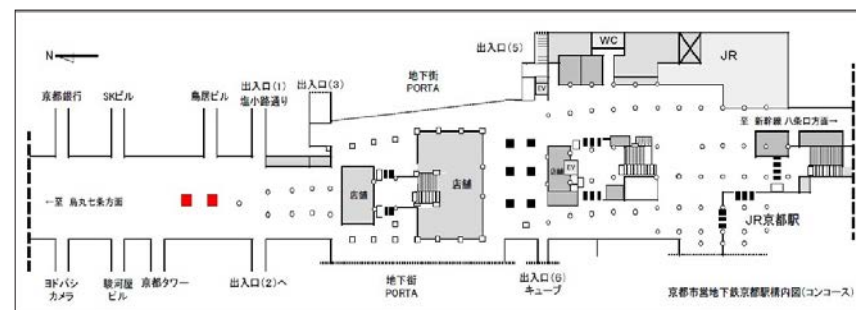 N
京都銀行
SKビル
鳥居ビル
出入口(1)
塩小路通り
出入口(3)
地下街
PORTA
出入口(5)
EV
WC
JR
至 新幹線 八条口方面→
←至 烏丸七条方面
店舗
店舗
店舗
EV
JR京都駅
ヨドバシ
カメラ
駿河屋
ビル
京都タワー
出入口(2)へ
地下街
PORTA
出入口(6)
キューブ
京都市営地下鉄京都駅構内図(コンコース)